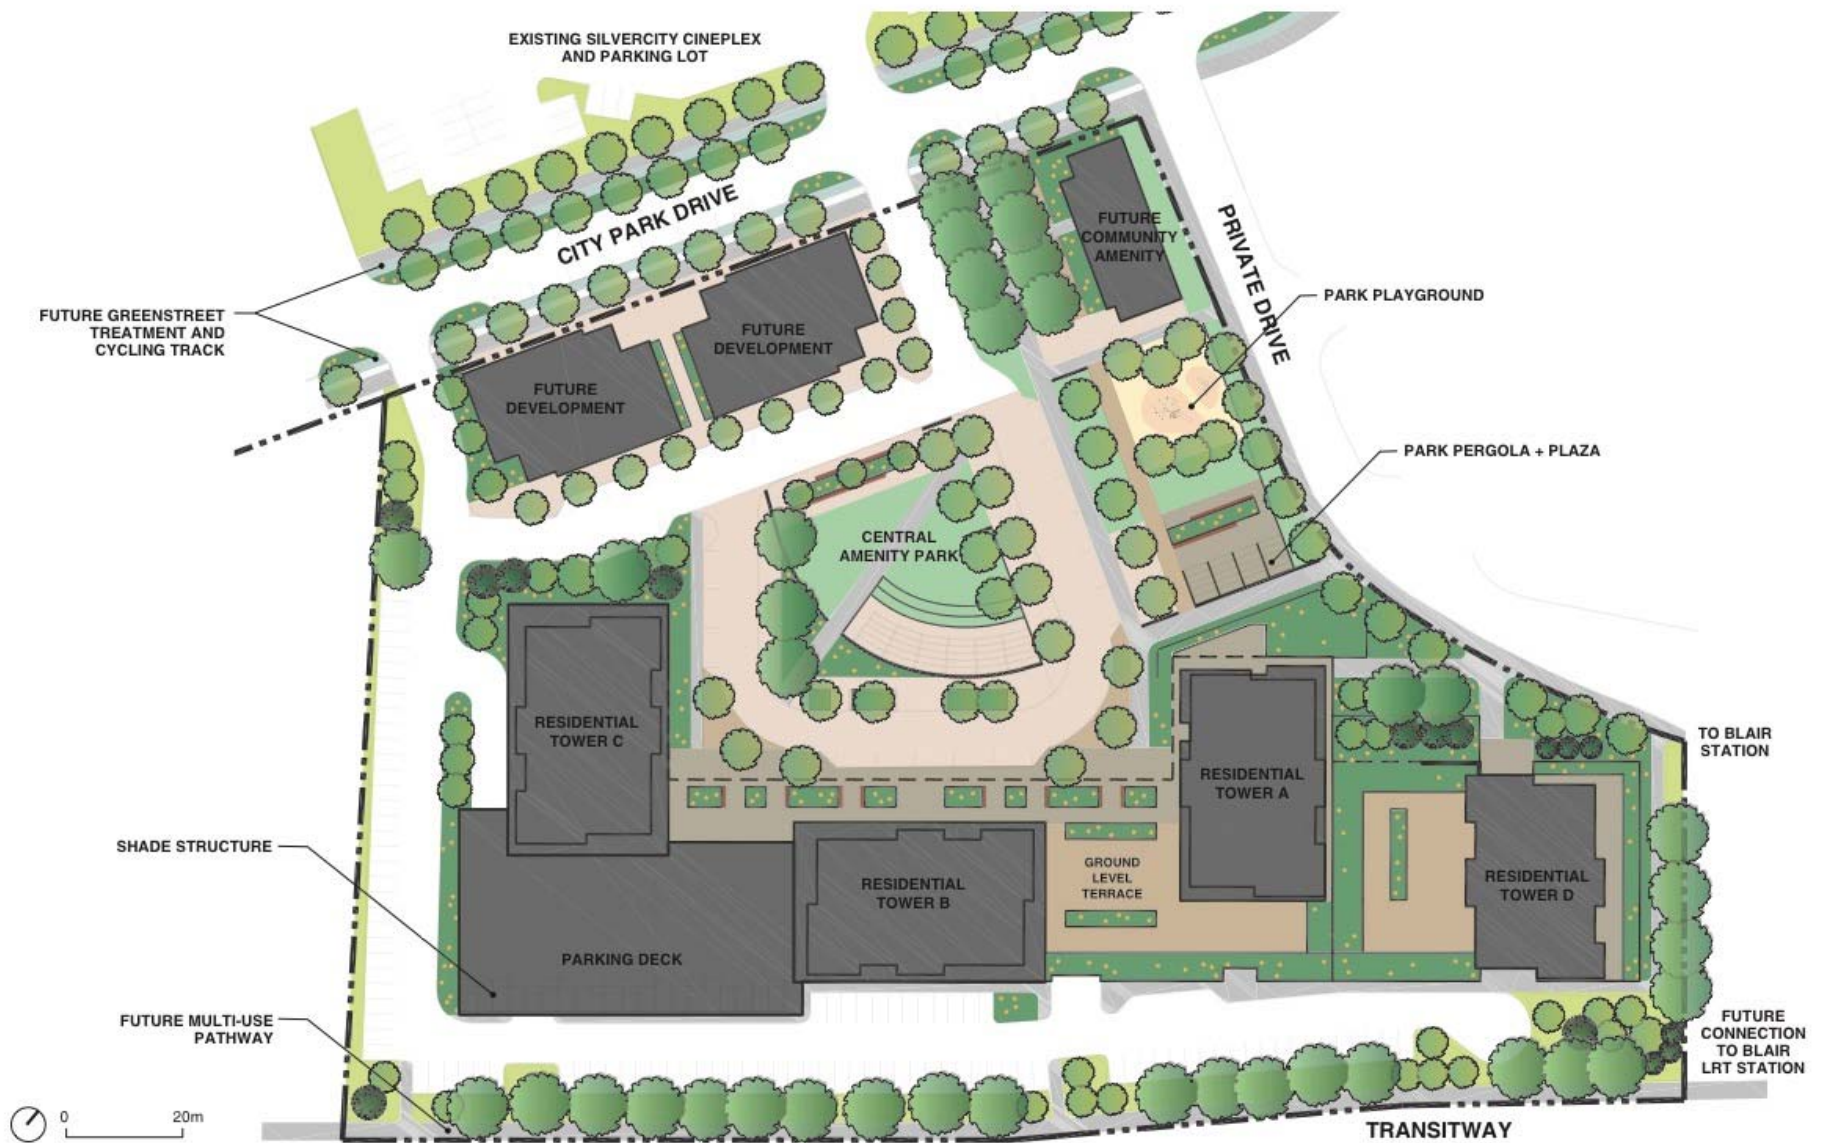 EXISTING SILVERCITY CINEPLEX
AND PARKING LOT
CITY PARK DRIVE
FUTURE
COMMUNITY
AMENITY
PRIVATE DRIVE
FUTURE GREENSTREET
TREATMENT AND
CYCLING TRACK
PARK PLAYGROUND
FUTURE
DEVELOPMENT
FUTURE
DEVELOPMENT
PARK PERGOLA + PLAZA
CENTRAL
AMENITY PARK
RESIDENTIAL
TOWER C
TO BLAIR
STATION
RESIDENTIAL
TOWER A
SHADE STRUCTURE
GROUND
LEVEL
TERRACE
RESIDENTIAL
TOWER B
RESIDENTIAL
TOWER D
PARKING DECK
FUTURE MULTI-USE
PATHWAY
FUTURE
CONNECTION
TO BLAIR
LRT STATION
0 20m
TRANSITWAY